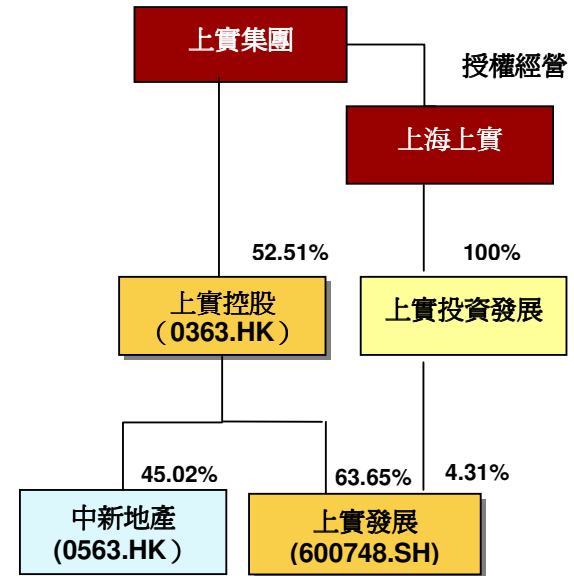 上實集團
授權經營
上海上實
52.51%
100%
上實控股
（0363.HK）
上實投資發展
45.02%
63.65%
4.31%
中新地產
(0563.HK）
上實發展
(600748.SH)